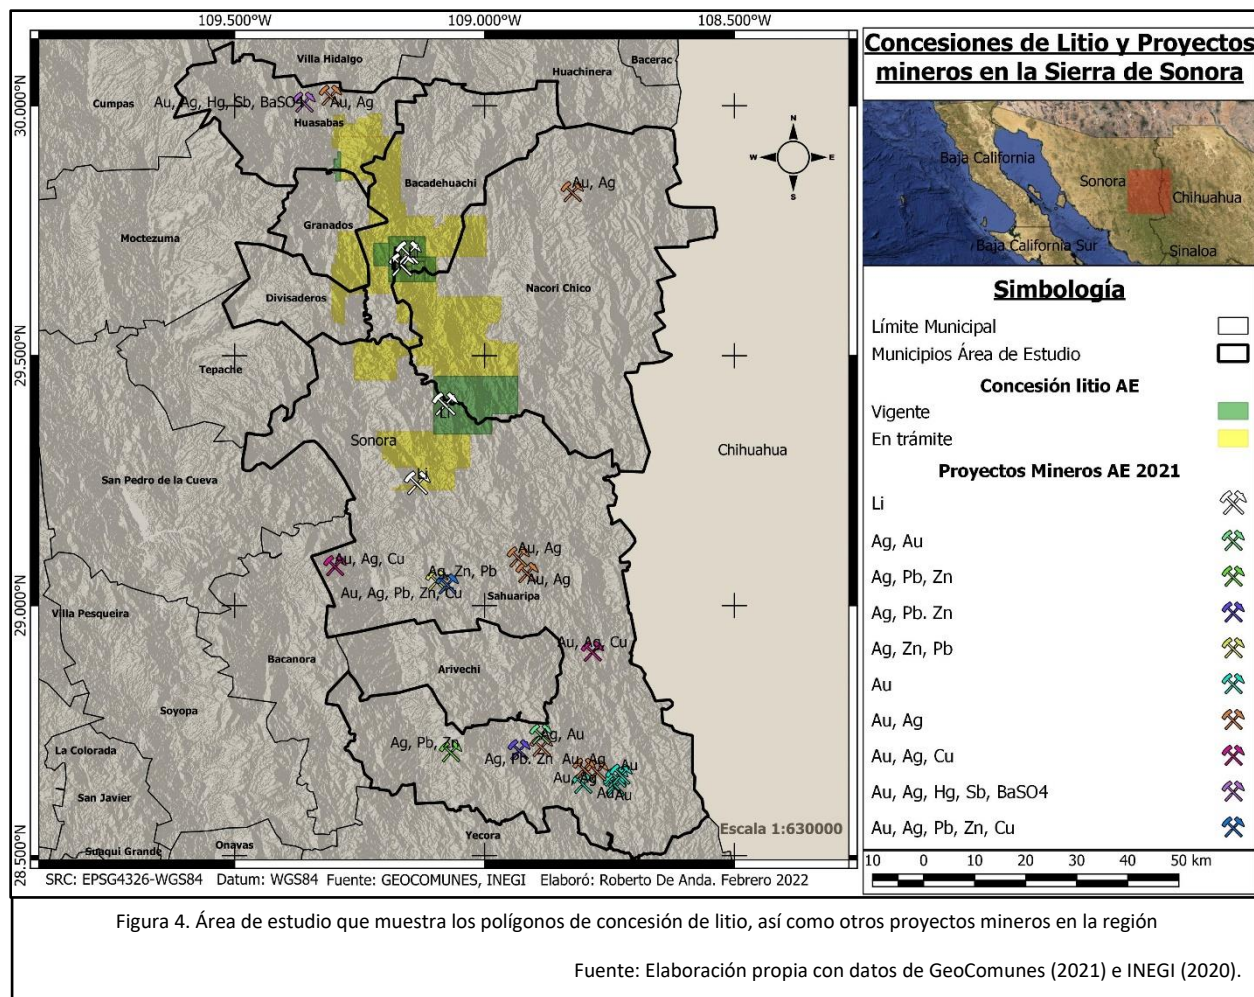 109.500°W
109.000°W
108.500°W
30.000°N
29.500°N
29.000°N
28.500°N
Villa Hidalgo
Bacerac
Huachinera
Cumpas
Au, Ag, Hg, Sb, BaSO4
Au, Ag
Huasabas
Bacadehuachi
Au, Ag
Granados
Moctezuma
Nacori Chico
Divisaderos
Tepache
Li
Sonora
Chihuahua
Li
San Pedro de la Cueva
Au, Ag
Au, Ag, Cu
Ag, Zn, Pb
Au, Ag
Au, Ag, Pb, Zn, Cu
Sahuaripa
Villa Pesqueira
Au, Ag, Cu
Bacanora
Arivechi
Soyopa
Ag, Au
Ag, Pb, Zn
La Colorada
Ag, Pb. Zn
Au, Ag
Au
Au, Ag
Au
Au
San Javier
Yecora
Escala 1:630000
Onavas
Suaqui Grande
N
W
E
S
SRC: EPSG4326-WGS84 Datum: WGS84 Fuente: GEOCOMUNES, INEGI Elaboró: Roberto De Anda. Febrero 2022
Concesiones de Litio y Proyectos
mineros en la Sierra de Sonora
Baja California
Sonora
Chihuahua
Baja California Sur
Sinaloa
Simbología
Límite Municipal
Municipios Área de Estudio
Concesión litio AE
Vigente
En trámite
Proyectos Mineros AE 2021
Li
Ag, Au
Ag, Pb, Zn
Ag, Pb. Zn
Ag, Zn, Pb
Au
Au, Ag
Au, Ag, Cu
Au, Ag, Hg, Sb, BaSO4
Au, Ag, Pb, Zn, Cu
10 0 10 20 30 40 50 km
Figura 4. Área de estudio que muestra los polígonos de concesión de litio, así como otros proyectos mineros en la región
Fuente: Elaboración propia con datos de GeoComunes (2021) e INEGI (2020).